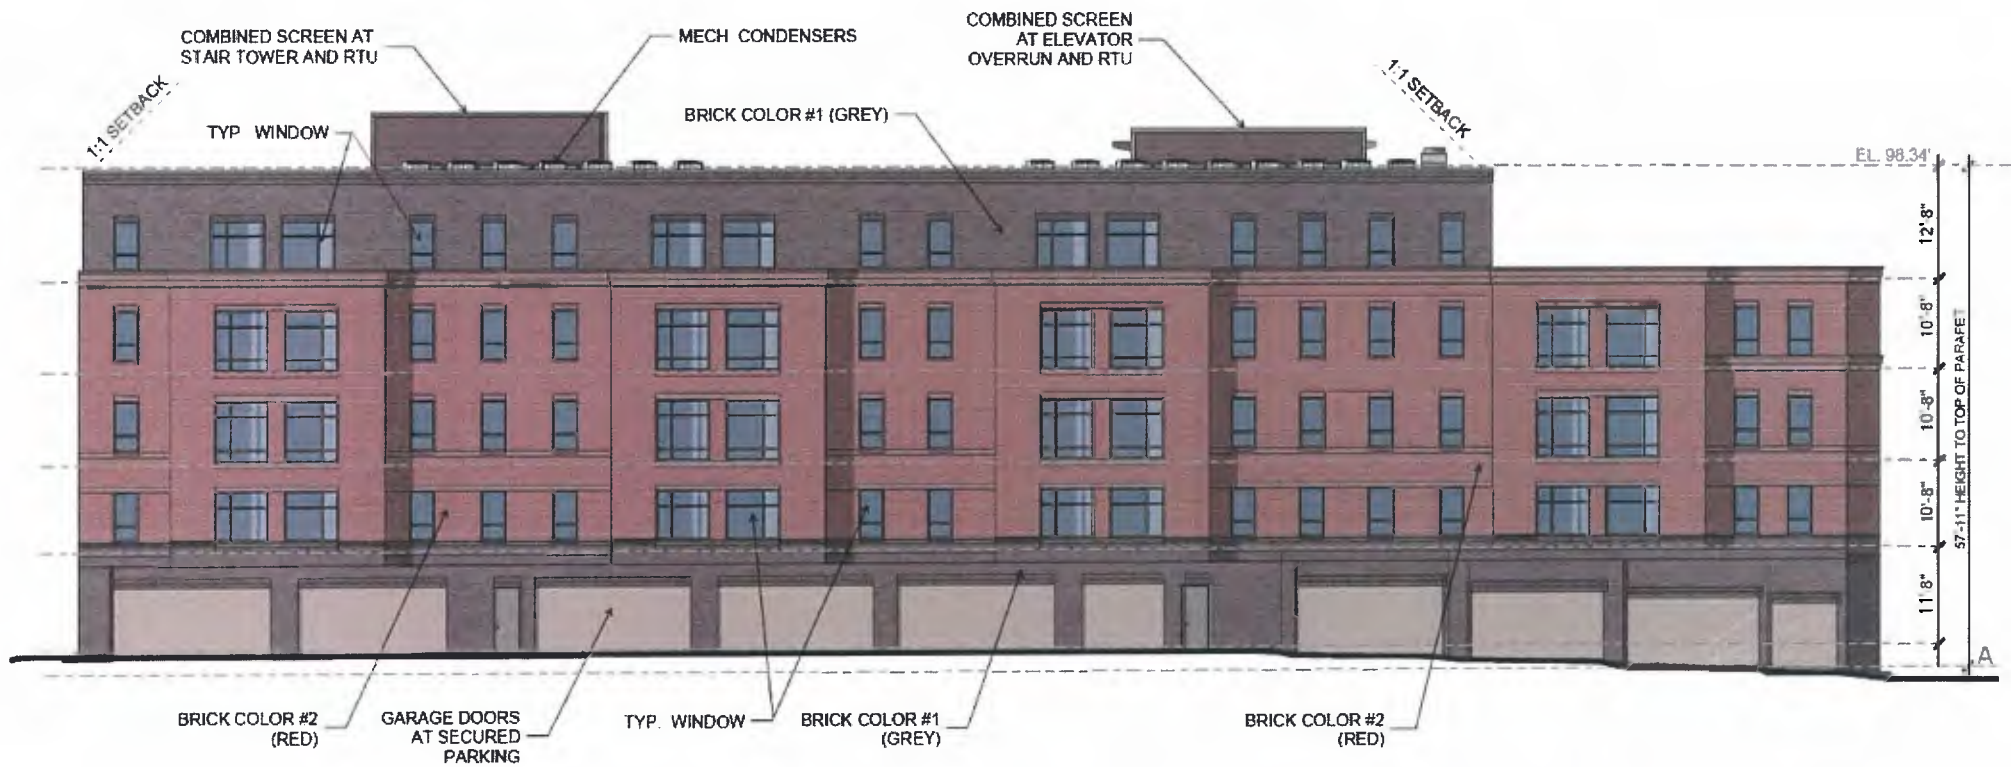 COMBINED SCREEN AT
STAIR TOWER AND RTU
MECH CONDENSERS
COMBINED SCREEN
AT ELEVATOR
OVERRUN AND RTU
1:1 SETBACK
1:1 SETBACK
TYP. WINDOW
BRICK COLOR #1 (GREY)
EL. 98.34'
12'-8"
10'-8"
10'-8"
10'-8"
11'-8"
57'-11" HEIGHT TO TOP OF PARAPET
A
BRICK COLOR #2
(RED)
GARAGE DOORS
AT SECURED
PARKING
TYP. WINDOW
BRICK COLOR #1
(GREY)
BRICK COLOR #2
(RED)